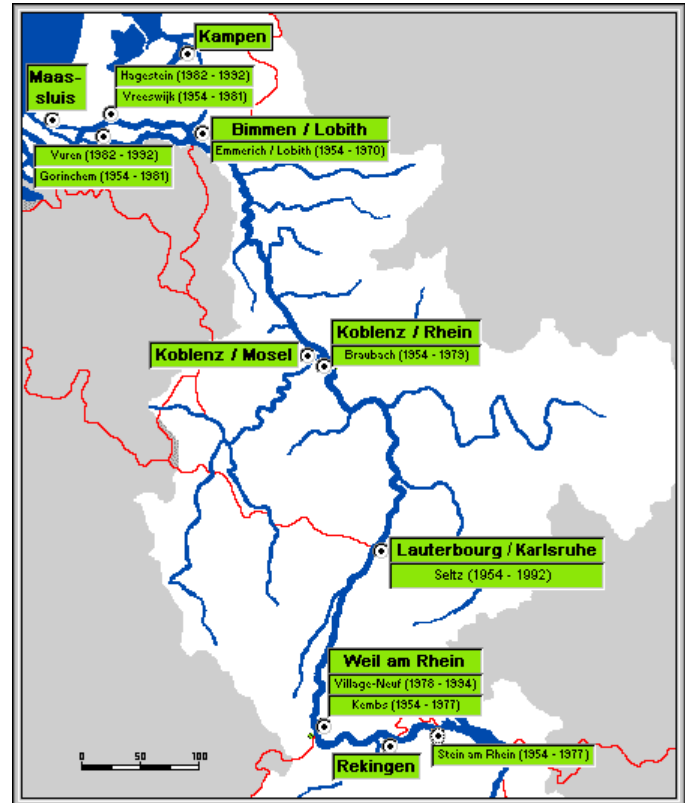 Kampen
Maas-
sluis
Hagestein (1982 - 1992)
Vreeswijk (1954 - 1981)
Bimmen / Lobith
Emmerich / Lobith (1954 - 1970)
Vuren (1982 - 1992)
Gorinchem (1954 - 1981)
Koblenz / Rhein
Braubach (1954 - 1979)
Koblenz / Mosel
Lauterbourg / Karlsruhe
Seltz (1954 - 1992)
Weil am Rhein
Village-Neuf (1978 - 1994)
Kembs (1954 - 1977)
Rekingen
Stein am Rhein (1954 - 1977)
0 50 100